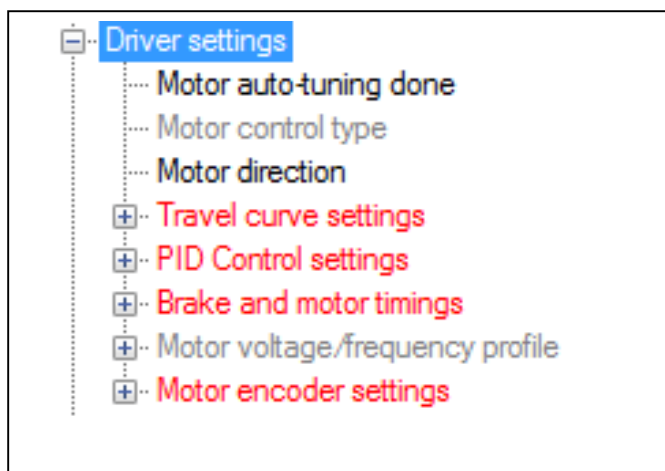 Driver settings
Motor auto-tuning done
Motor control type
Motor direction
Travel curve settings
PID Control settings
Brake and motor timings
Motor voltage/frequency profile
Motor encoder settings